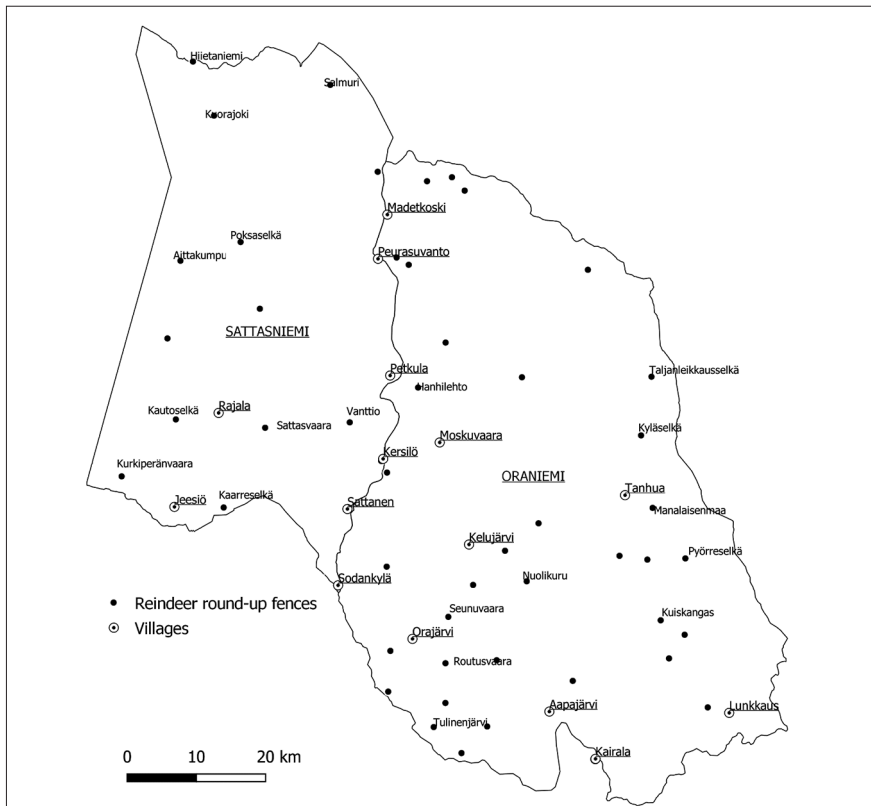 Hiietaniemi
Salmuri
Kuorajoki
Madetkoski
Poksaselkä
Aittakumpu
Peurasuvanto
SATTASNIEMI
Petkula
Hanhilehto
Taljanleikkausselkä
Kautoselkä
Rajala
Sattasvaara
Vanttio
Moskuvaara
Kyläselkä
Kersilö
Kurkiperänvaara
ORANIEMI
Jeesiö
Kaarreselkä
Sattanen
Tanhua
Manalaisenmaa
Kelujärvi
Pyörreselkä
Sodankylä
Nuolikuru
Reindeer round-up fences
Seunuvaara
Kuiskangas
Villages
Orajärvi
Routusvaara
Aapajärvi
Lunkkaus
Tulinenjärvi
Kairala
0 10 20 km